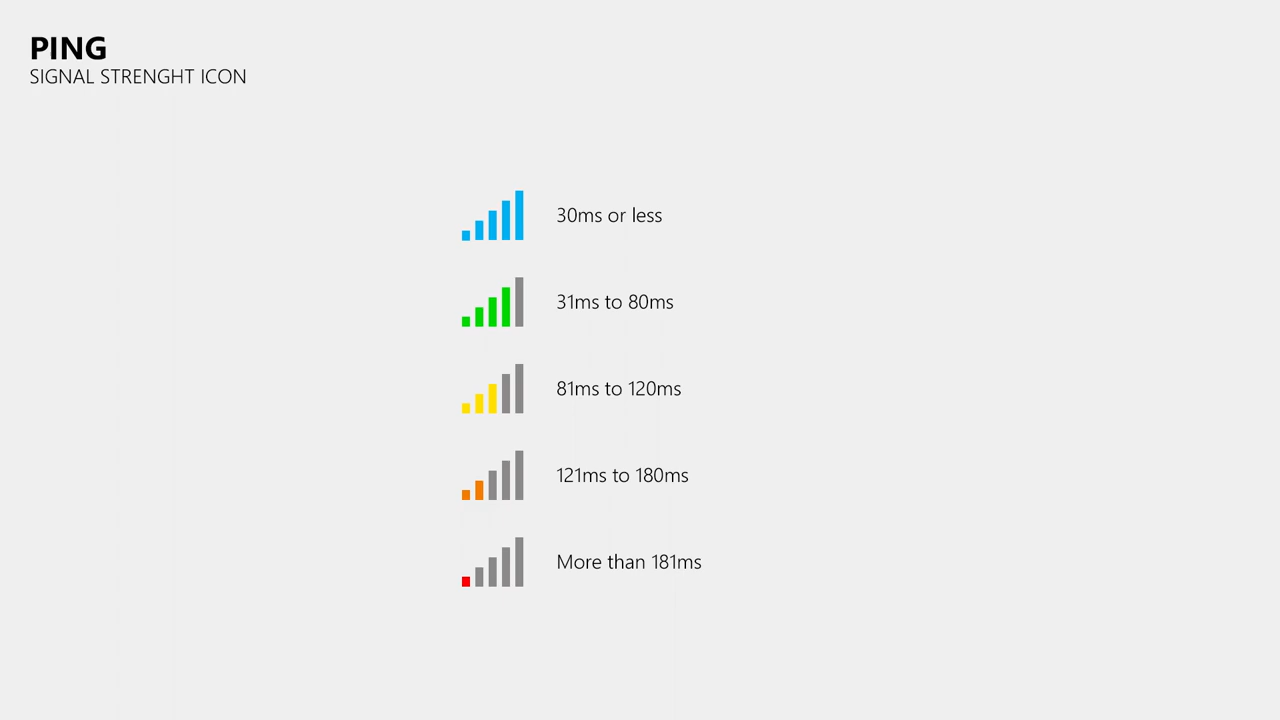 PING
SIGNAL STRENGHT ICON
30ms or less
31ms to 80ms
81ms to 120ms
121ms to 180ms
More than 181ms